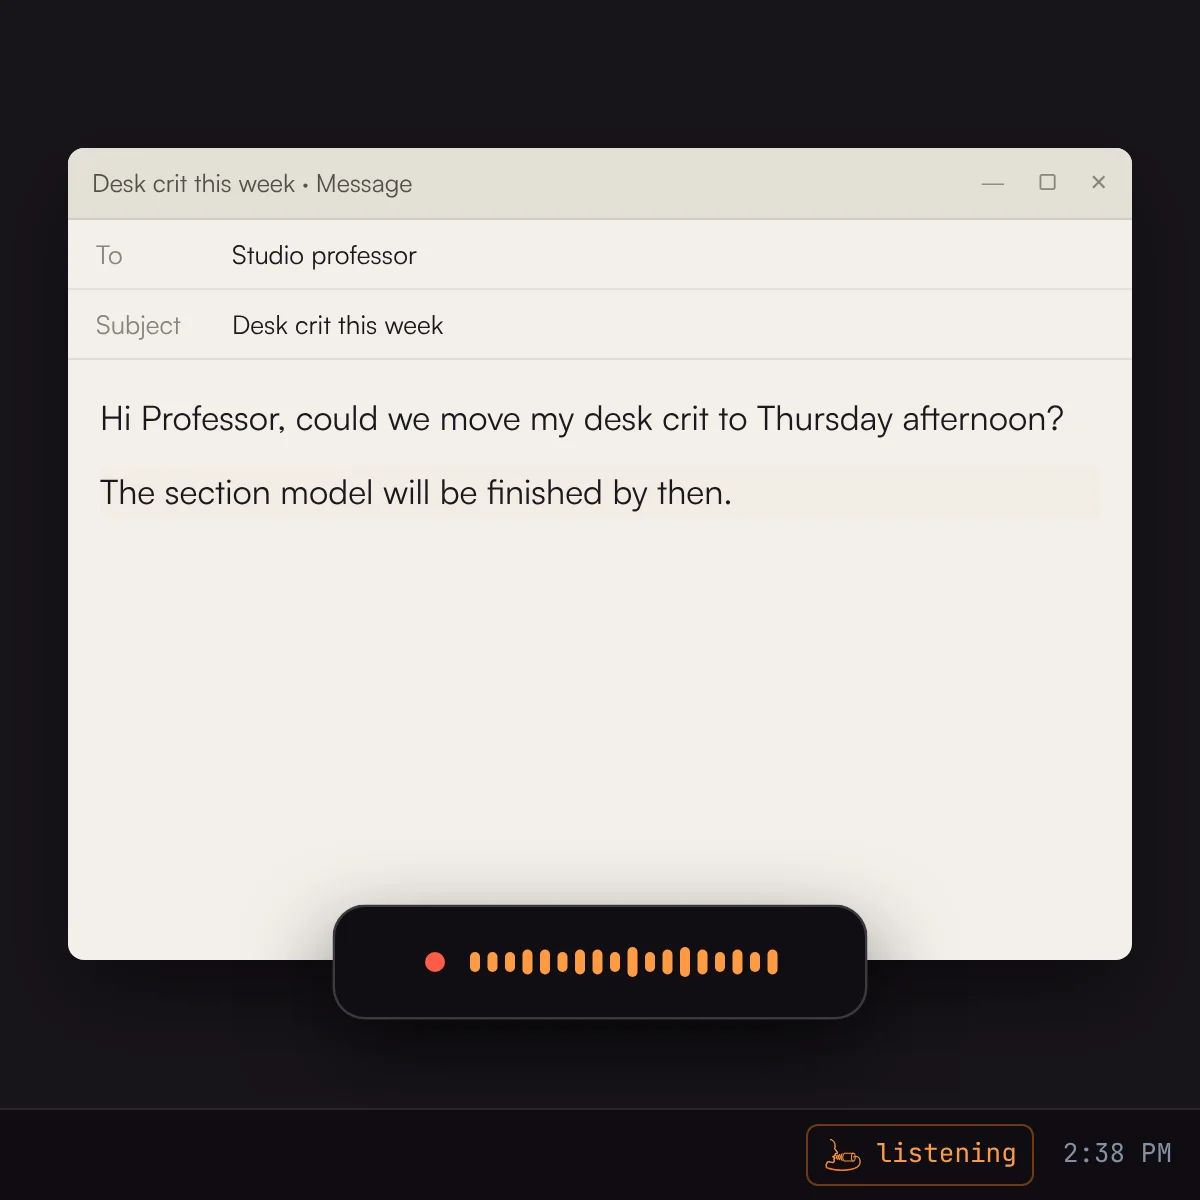 Desk crit this week · Message
To Studio professor
Subject Desk crit this week
Hi Professor, could we move my desk crit to Thursday afternoon?
The section model will be finished by then.
listening 2:38 PM